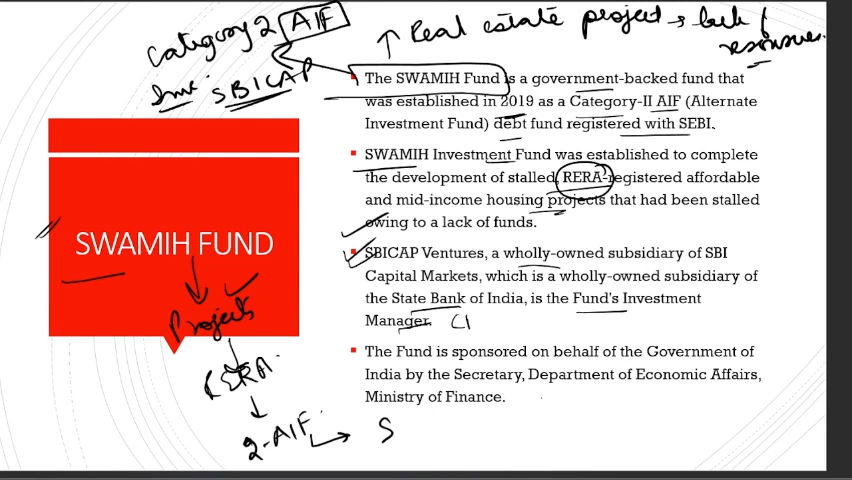 Category 2 AIF
Real estate project → lack of
resources.
SBICAP
The SWAMIH Fund is a government-backed fund that
was established in 2019 as a Category-II AIF (Alternate
Investment Fund) debt fund registered with SEBI.
SWAMIH Investment Fund was established to complete
the development of stalled, RERA-registered affordable
and mid-income housing projects that had been stalled
owing to a lack of funds.
SBICAP Ventures, a wholly-owned subsidiary of SBI
Capital Markets, which is a wholly-owned subsidiary of
the State Bank of India, is the Fund's Investment
Manager.
The Fund is sponsored on behalf of the Government of
India by the Secretary, Department of Economic Affairs,
Ministry of Finance.
SWAMIH FUND
Projects
RERA
2-AIF → S